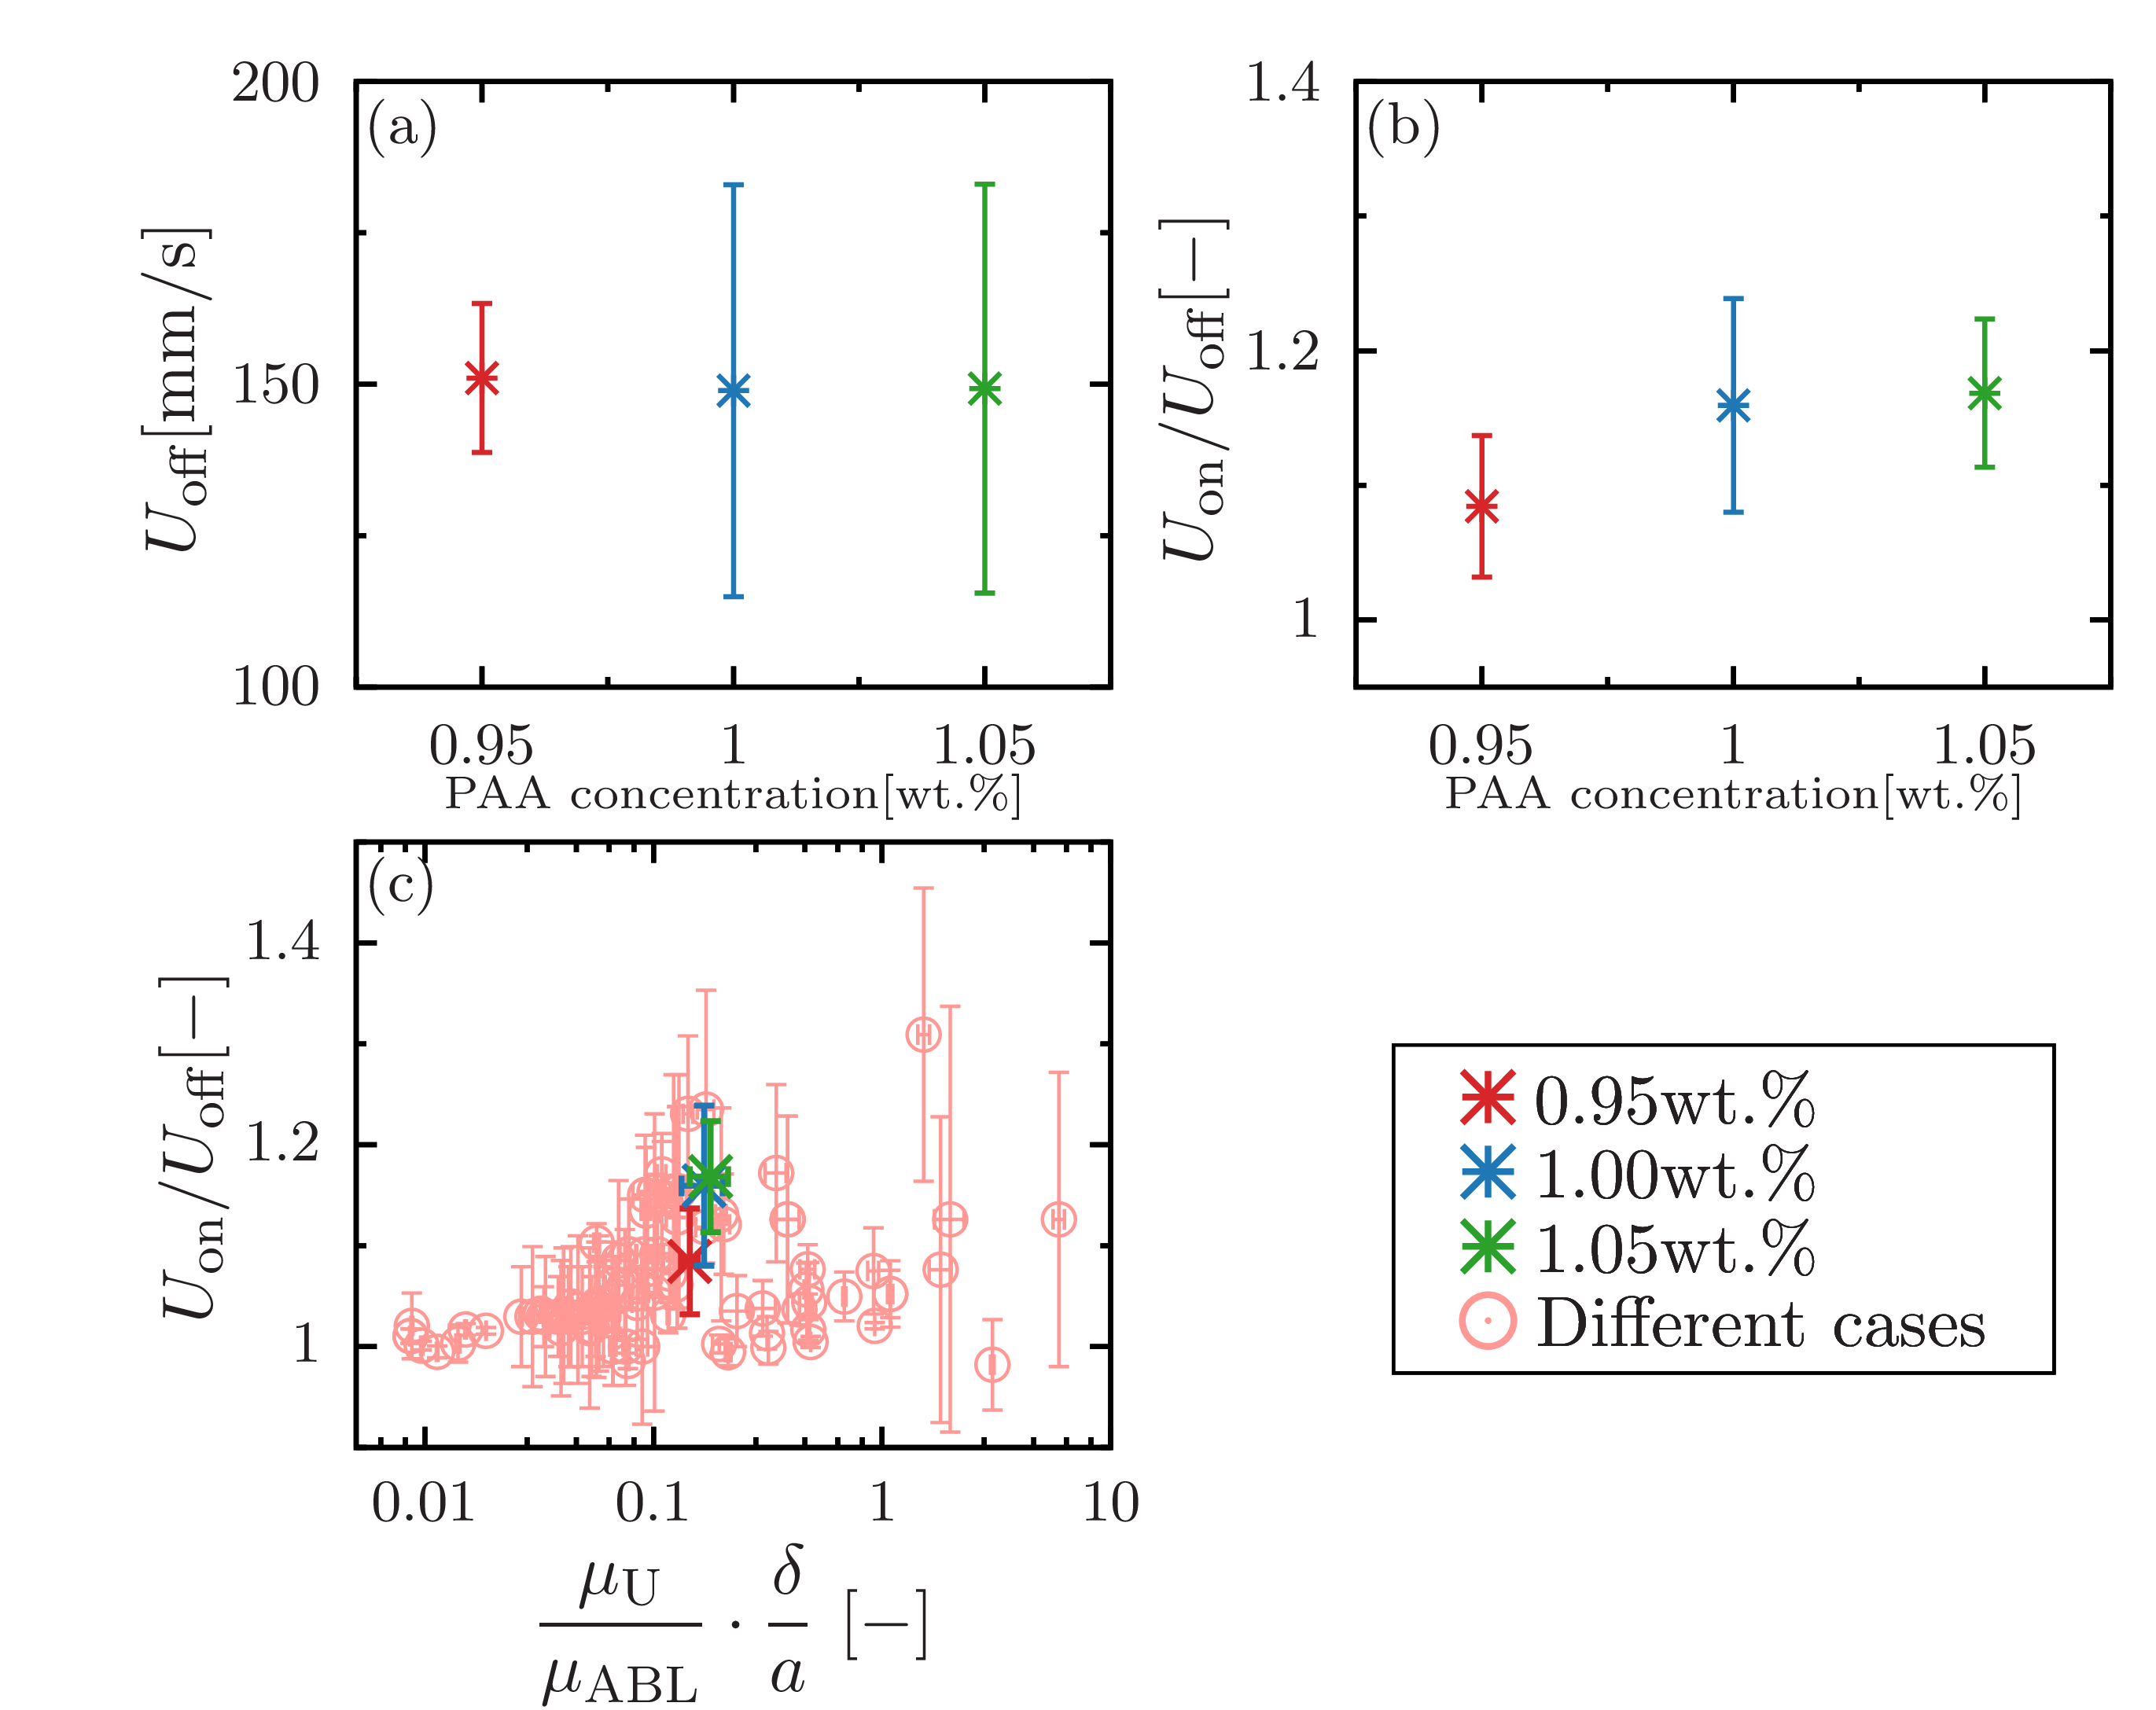 (a)
200
150
100
U_off[mm/s]
0.95 1 1.05
PAA concentration[wt.%]
(b)
1.4
1.2
1
U_on/U_off[−]
0.95 1 1.05
PAA concentration[wt.%]
(c)
1.4
1.2
1
U_on/U_off[−]
0.01 0.1 1 10
μ_U/μ_ABL · δ/a [−]
0.95wt.%
1.00wt.%
1.05wt.%
Different cases